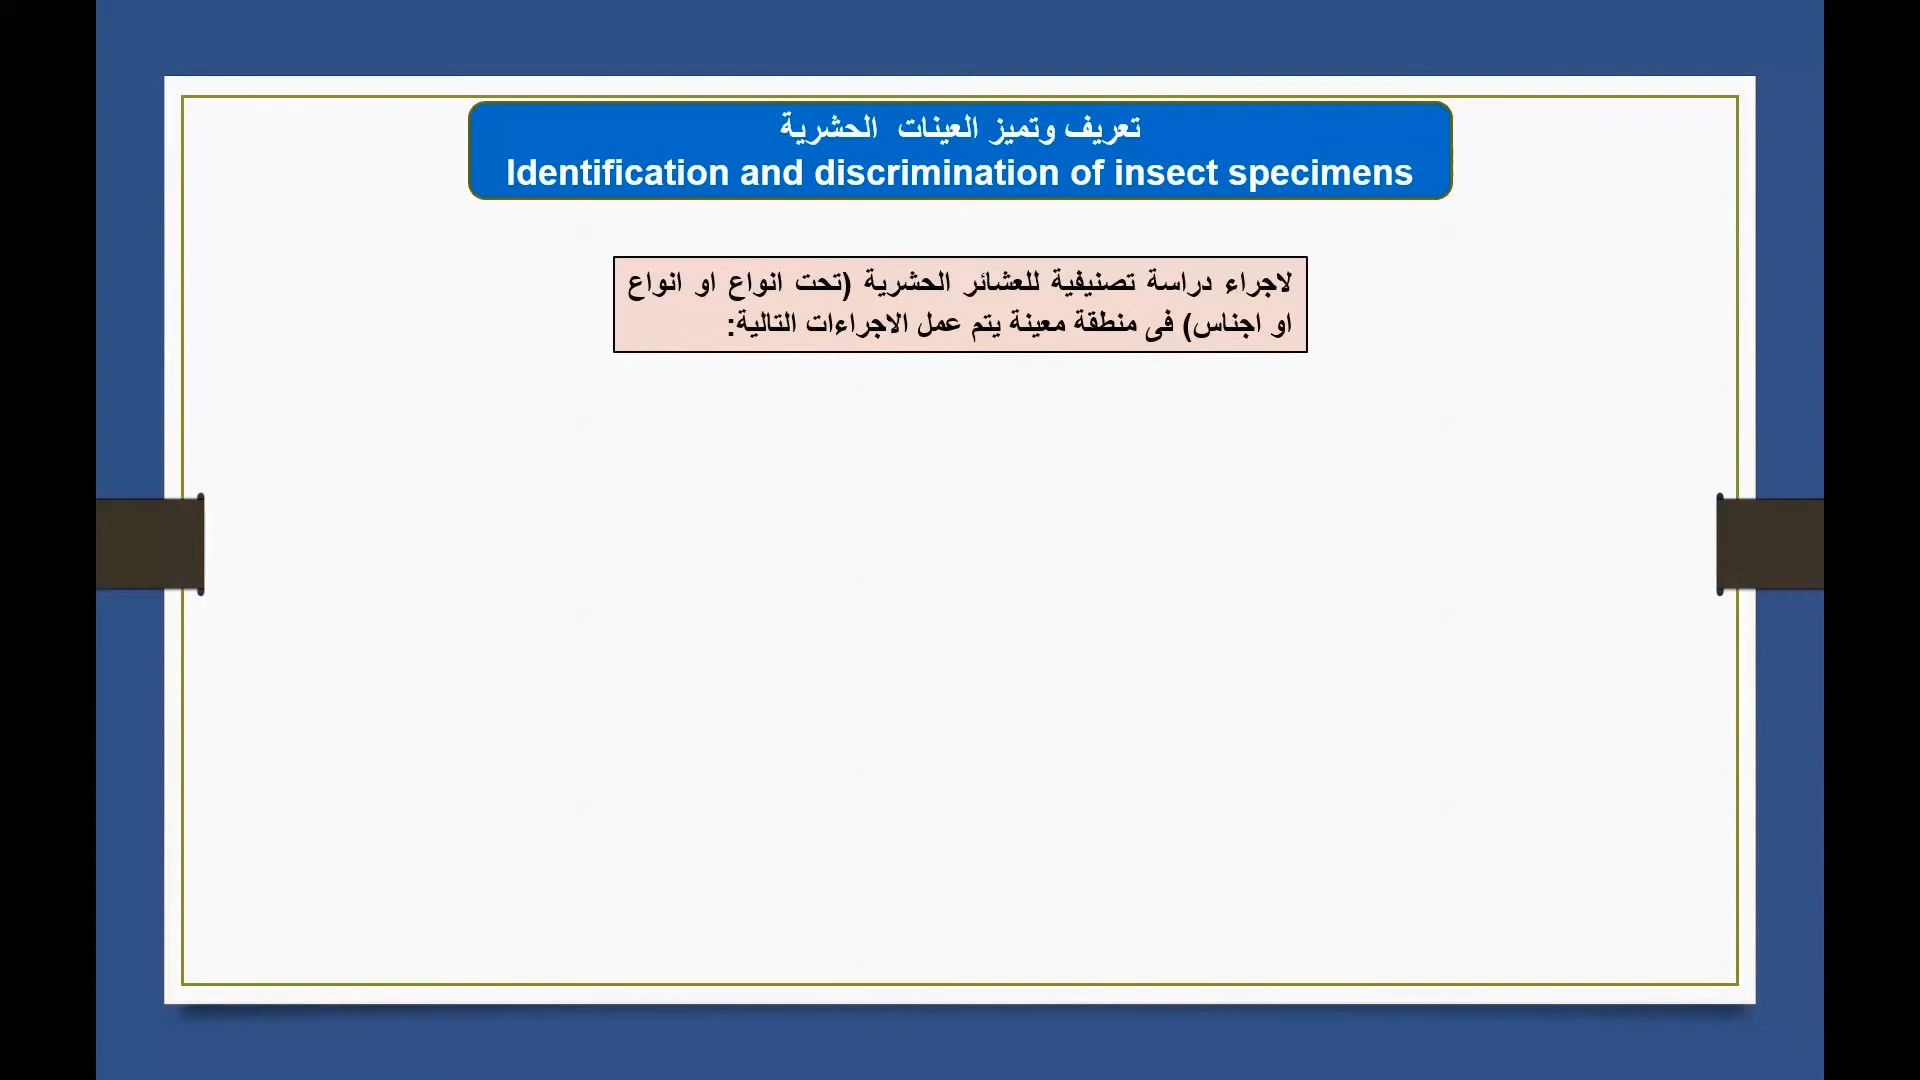 تعريف وتميز العينات الحشرية
Identification and discrimination of insect specimens
لاجراء دراسة تصنيفية للعشائر الحشرية (تحت انواع او انواع
او اجناس) فى منطقة معينة يتم عمل الاجراءات التالية: